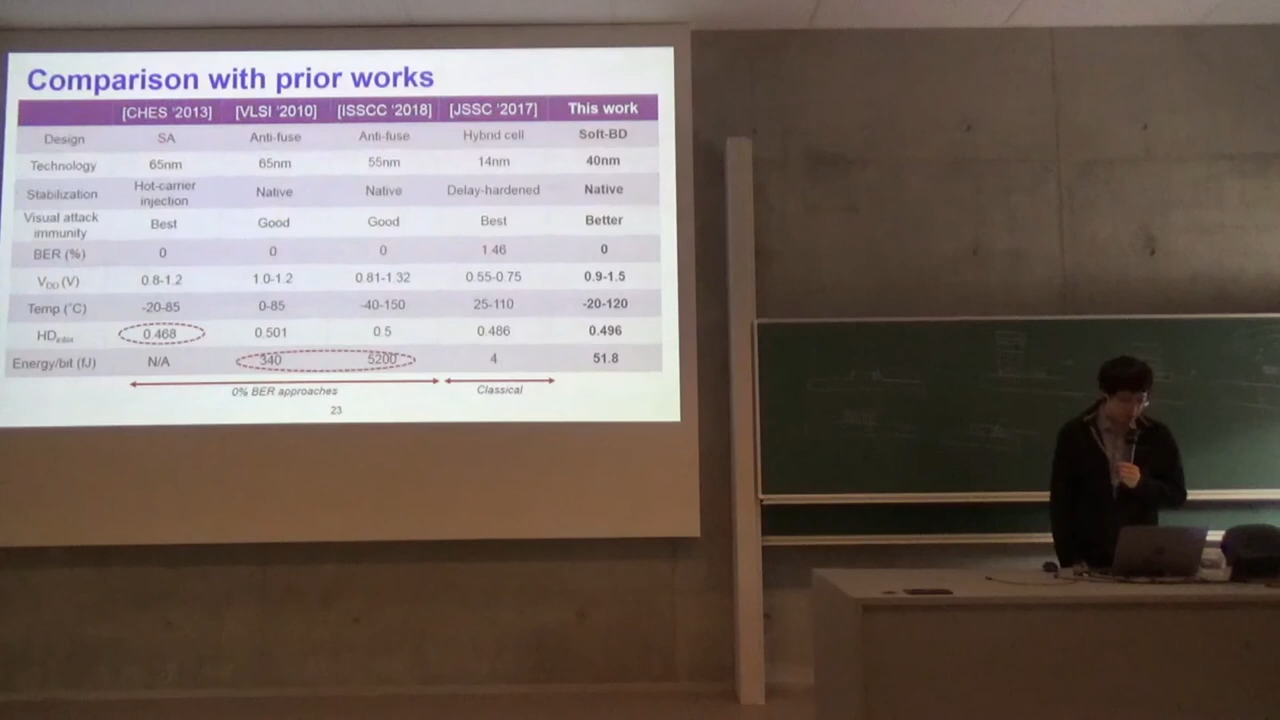 Comparison with prior works
[CHES '2013] [VLSI '2010] [ISSCC '2018] [JSSC '2017] This work
Design SA Anti-fuse Anti-fuse Hybrid cell Soft-BD
Technology 65nm 65nm 55nm 14nm 40nm
Stabilization Hot-carrier injection Native Native Delay-hardened Native
Visual attack immunity Best Good Good Best Better
BER (%) 0 0 0 1.46 0
VDD (V) 0.8-1.2 1.0-1.2 0.81-1.32 0.55-0.75 0.9-1.5
Temp (°C) -20-85 0-85 -40-150 25-110 -20-120
HD 0.468 0.501 0.5 0.486 0.496
Energy/bit (fJ) N/A 340 5200 4 51.8
0% BER approaches Classical
23